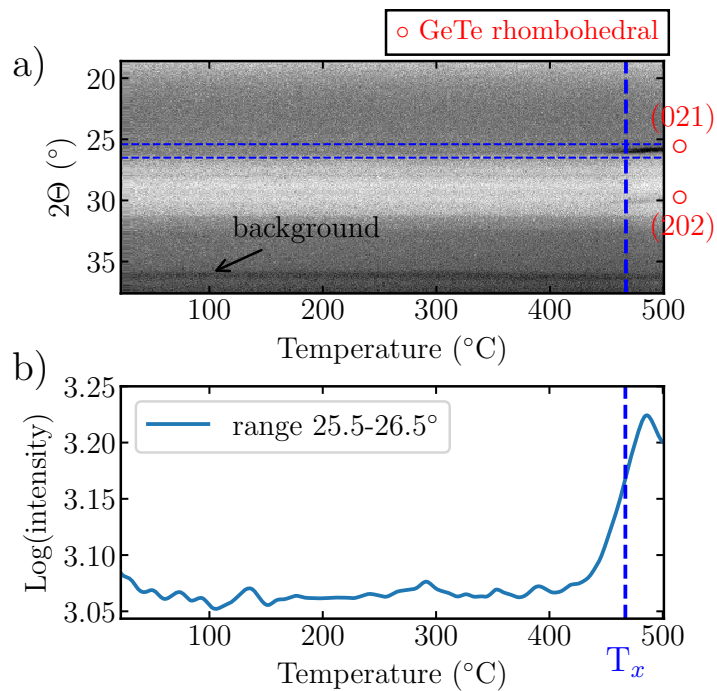 ○ GeTe rhombohedral
a)
20
25
30
35
2Θ (°)
(021)
(202)
background
100 200 300 400 500
Temperature (°C)
b)
3.25
3.20
3.15
3.10
3.05
Log(intensity)
range 25.5-26.5°
100 200 300 400 500
Temperature (°C)
Tₓ